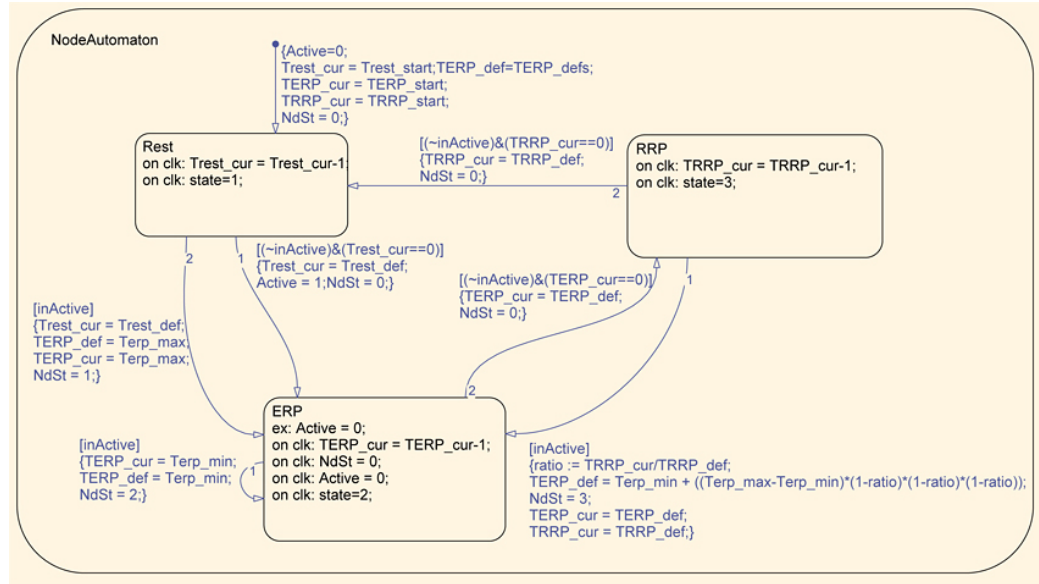 NodeAutomaton
{Active=0;
Trest_cur = Trest_start;TERP_def=TERP_defs;
TERP_cur = TERP_start;
TRRP_cur = TRRP_start;
NdSt = 0;}
Rest
on clk: Trest_cur = Trest_cur-1;
on clk: state=1;
[(~inActive)&(TRRP_cur==0)]
{TRRP_cur = TRRP_def;
NdSt = 0;}
2
RRP
on clk: TRRP_cur = TRRP_cur-1;
on clk: state=3;
2
1
[(~inActive)&(Trest_cur==0)]
{Trest_cur = Trest_def;
Active = 1;NdSt = 0;}
[(~inActive)&(TERP_cur==0)]
{TERP_cur = TERP_def;
NdSt = 0;}
1
[inActive]
{Trest_cur = Trest_def;
TERP_def = Terp_max;
TERP_cur = Terp_max;
NdSt = 1;}
2
ERP
ex: Active = 0;
on clk: TERP_cur = TERP_cur-1;
on clk: NdSt = 0;
on clk: Active = 0;
on clk: state=2;
[inActive]
{TERP_cur = Terp_min;
TERP_def = Terp_min;
NdSt = 2;}
1
[inActive]
{ratio := TRRP_cur/TRRP_def;
TERP_def = Terp_min + ((Terp_max-Terp_min)*(1-ratio)*(1-ratio)*(1-ratio));
NdSt = 3;
TERP_cur = TERP_def;
TRRP_cur = TRRP_def;}